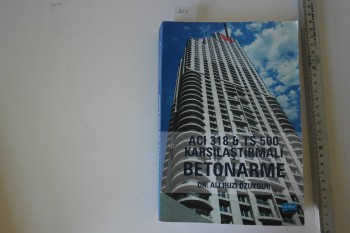 ACI 318 & TS 500
KARŞILAŞTIRMALI
BETONARME
DR. ALİ RUZİ ÖZUYGUR